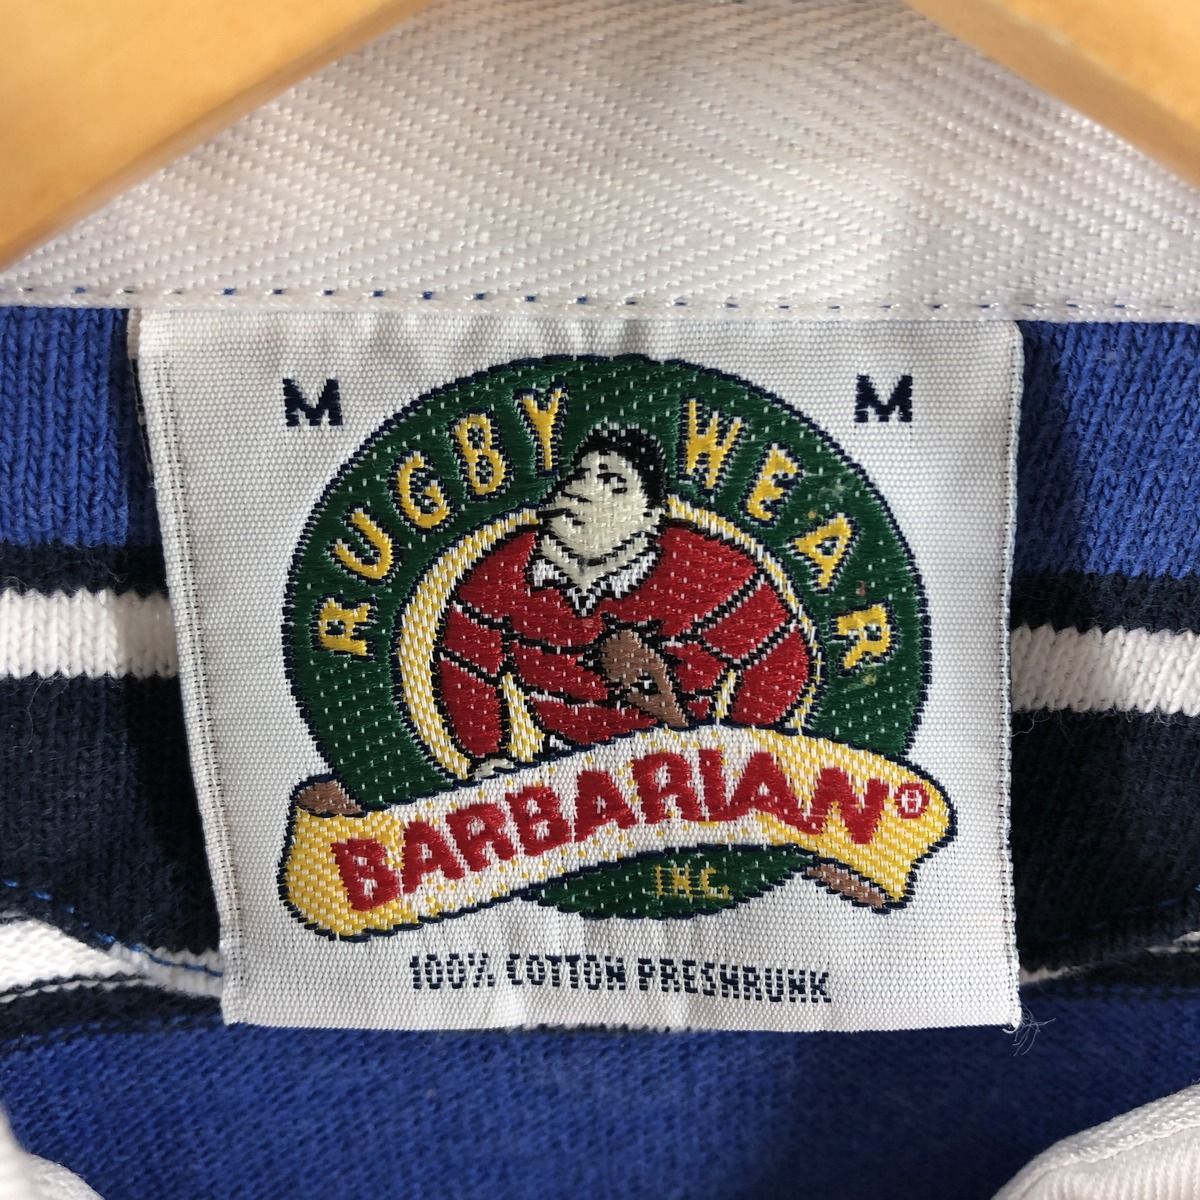 M M
RUGBY WEAR
BARBARIAN®
INC.
100% COTTON PRESHRUNK